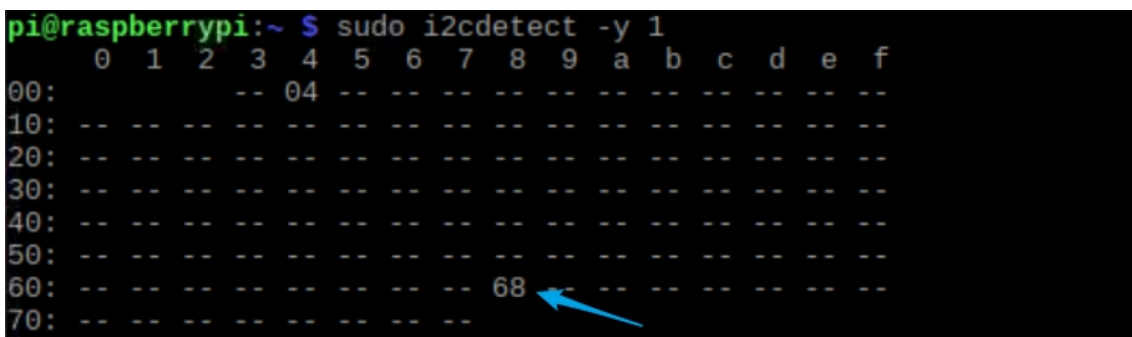 pi@raspberrypi:~ $ sudo i2cdetect -y 1
     0  1  2  3  4  5  6  7  8  9  a  b  c  d  e  f
00:          -- 04 -- -- -- -- -- -- -- -- -- -- --
10: -- -- -- -- -- -- -- -- -- -- -- -- -- -- -- --
20: -- -- -- -- -- -- -- -- -- -- -- -- -- -- -- --
30: -- -- -- -- -- -- -- -- -- -- -- -- -- -- -- --
40: -- -- -- -- -- -- -- -- -- -- -- -- -- -- -- --
50: -- -- -- -- -- -- -- -- -- -- -- -- -- -- -- --
60: -- -- -- -- -- -- -- -- 68 -- -- -- -- -- -- --
70: -- -- -- -- -- -- -- --